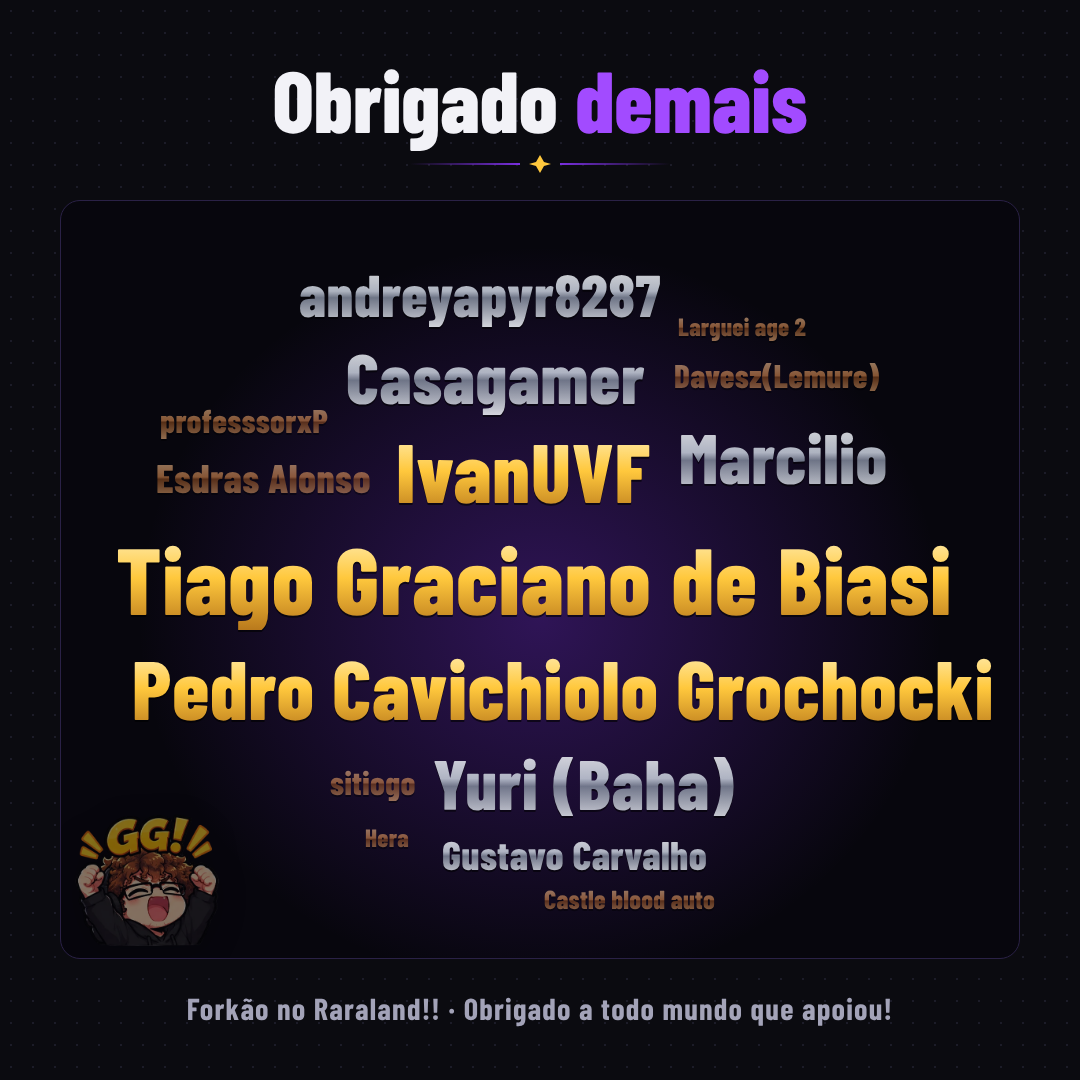 Obrigado demais
andreyapyr8287
Larguei age 2
Casagamer
Davesz(Lemure)
professsorxP
IvanUVF
Marcilio
Esdras Alonso
Tiago Graciano de Biasi
Pedro Cavichiolo Grochocki
sitiogo
Yuri (Baha)
Hera
Gustavo Carvalho
Castle blood auto
GG!
Forkão no Raraland!! · Obrigado a todo mundo que apoiou!